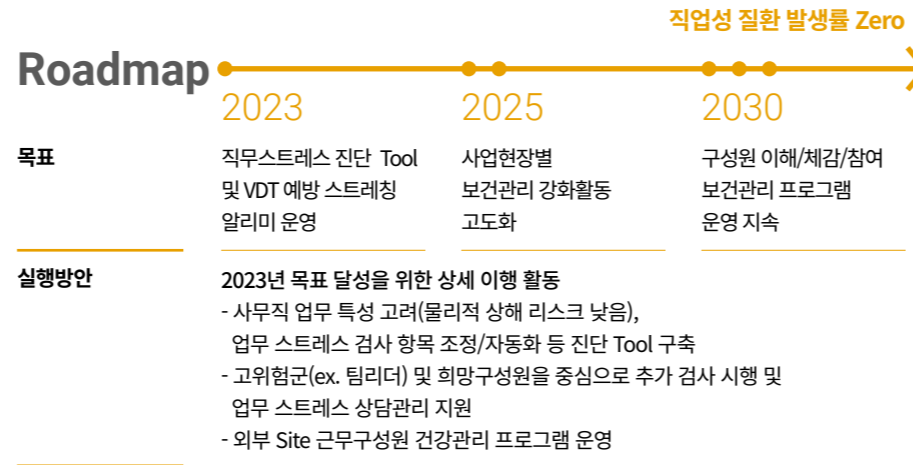 직업성 질환 발생률 Zero
Roadmap
2023
2025
2030
목표
직무스트레스 진단 Tool
및 VDT 예방 스트레칭
알리미 운영
사업현장별
보건관리 강화활동
고도화
구성원 이해/체감/참여
보건관리 프로그램
운영 지속
실행방안
2023년 목표 달성을 위한 상세 이행 활동
- 사무직 업무 특성 고려(물리적 상해 리스크 낮음),
업무 스트레스 검사 항목 조정/자동화 등 진단 Tool 구축
- 고위험군(ex. 팀리더) 및 희망구성원을 중심으로 추가 검사 시행 및
업무 스트레스 상담관리 지원
- 외부 Site 근무구성원 건강관리 프로그램 운영